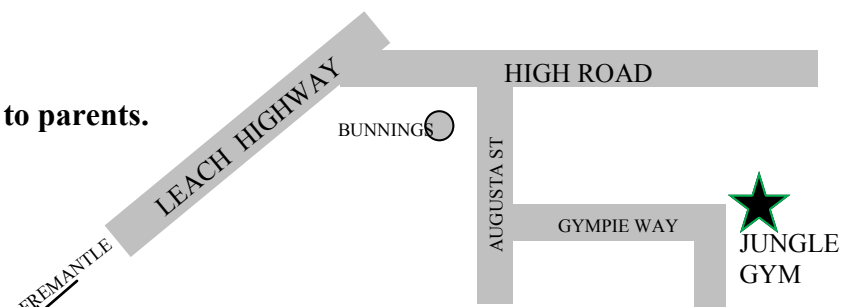 HIGH ROAD
to parents.
LEACH HIGHWAY
BUNNINGS
AUGUSTA ST
GYMPIE WAY
JUNGLE
GYM
FREMANTLE